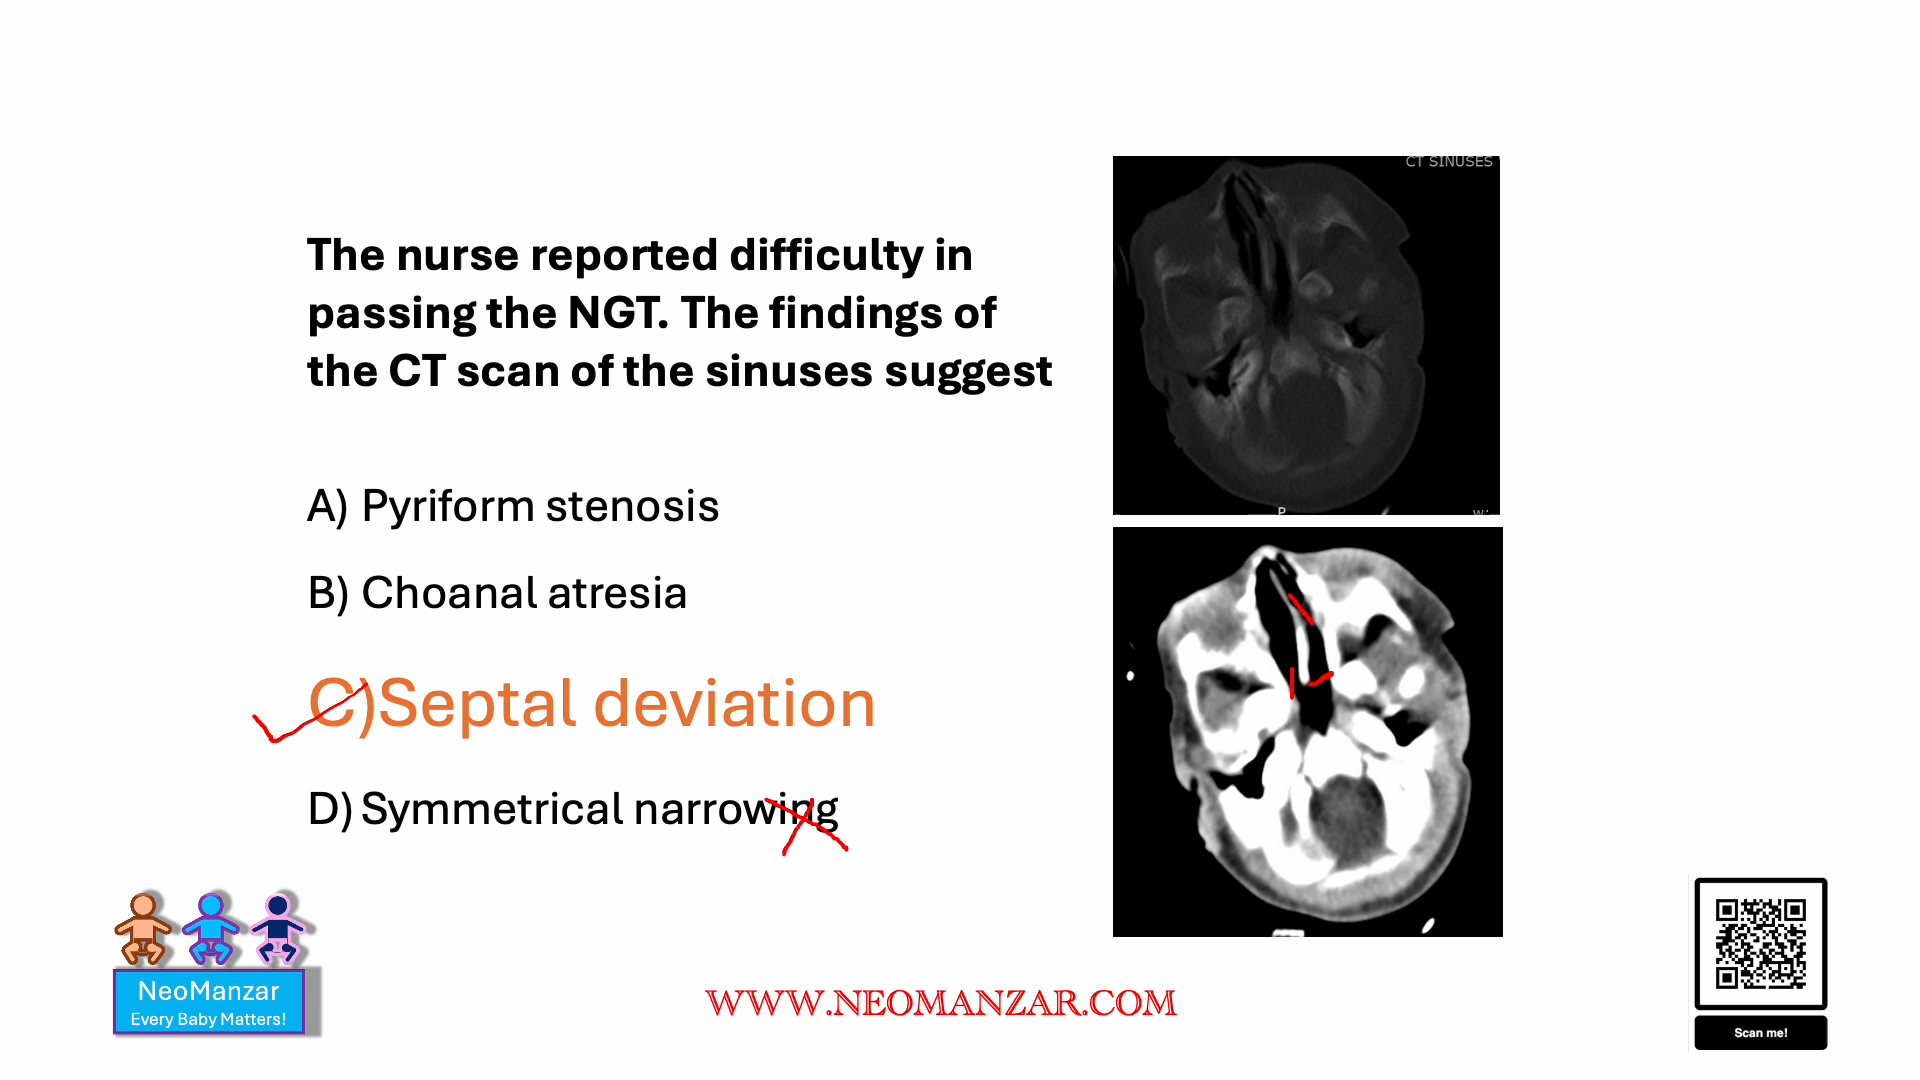 CT SINUSES
The nurse reported difficulty in
passing the NGT. The findings of
the CT scan of the sinuses suggest
A) Pyriform stenosis
B) Choanal atresia
C)Septal deviation
D) Symmetrical narrowing
P
W:
NeoManzar
Every Baby Matters!
WWW.NEOMANZAR.COM
Scan me!